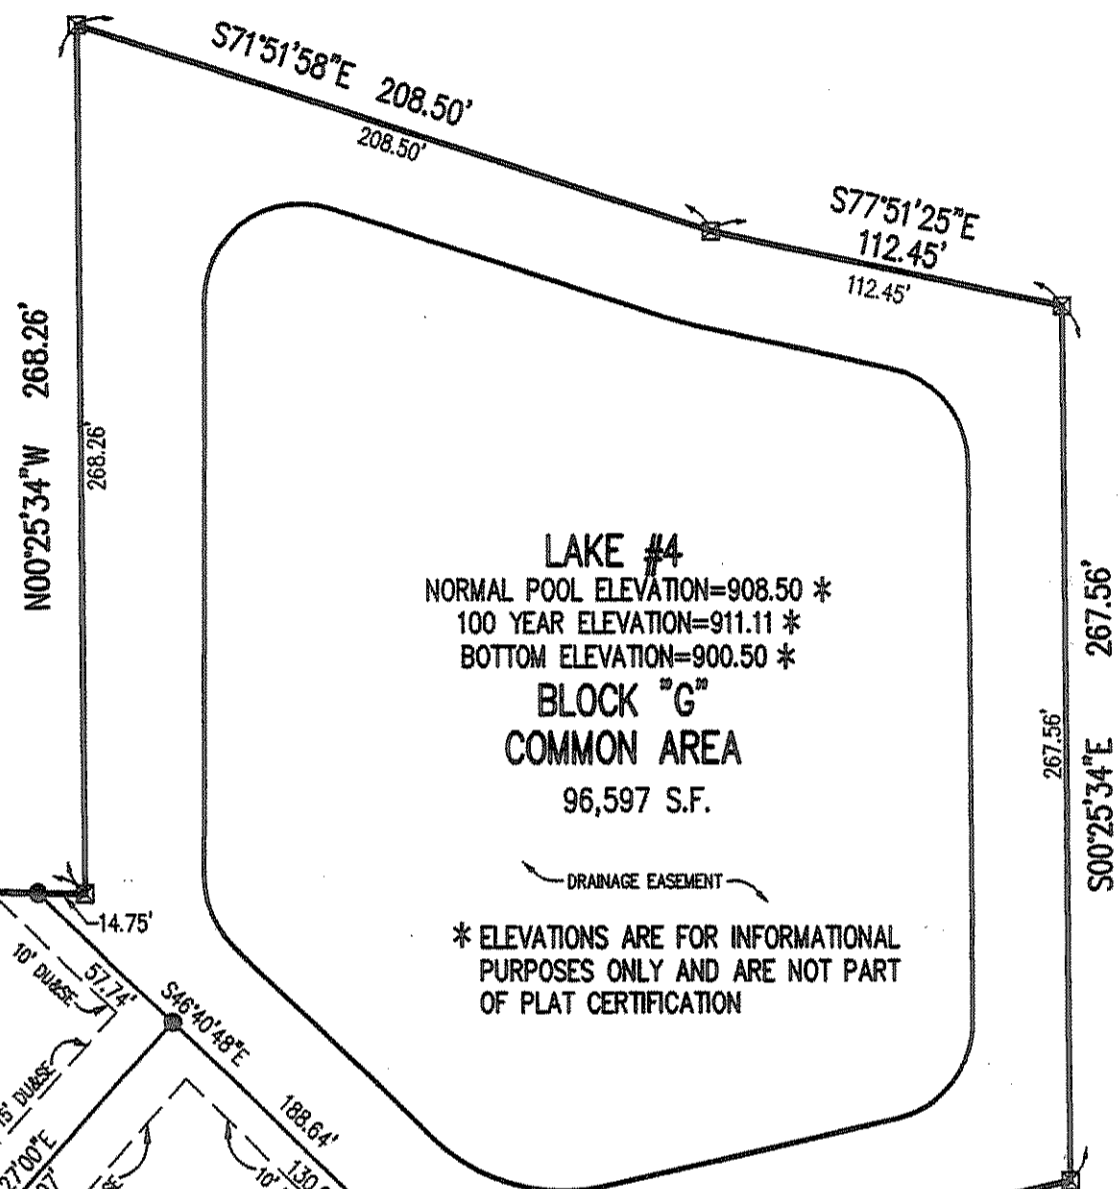 S71°51'58"E 208.50'
208.50'
S77°51'25"E
112.45'
112.45'
N00°25'34"W 268.26'
268.26'
LAKE #4
NORMAL POOL ELEVATION=908.50 *
100 YEAR ELEVATION=911.11 *
BOTTOM ELEVATION=900.50 *
BLOCK "G"
COMMON AREA
96,597 S.F.
267.56'
S00°25'34"E 267.56'
DRAINAGE EASEMENT
* ELEVATIONS ARE FOR INFORMATIONAL
PURPOSES ONLY AND ARE NOT PART
OF PLAT CERTIFICATION
14.75'
10' DU&SE
57.74'
S46°40'48"E
15' DU&SE
188.64'
27'00"E
10'